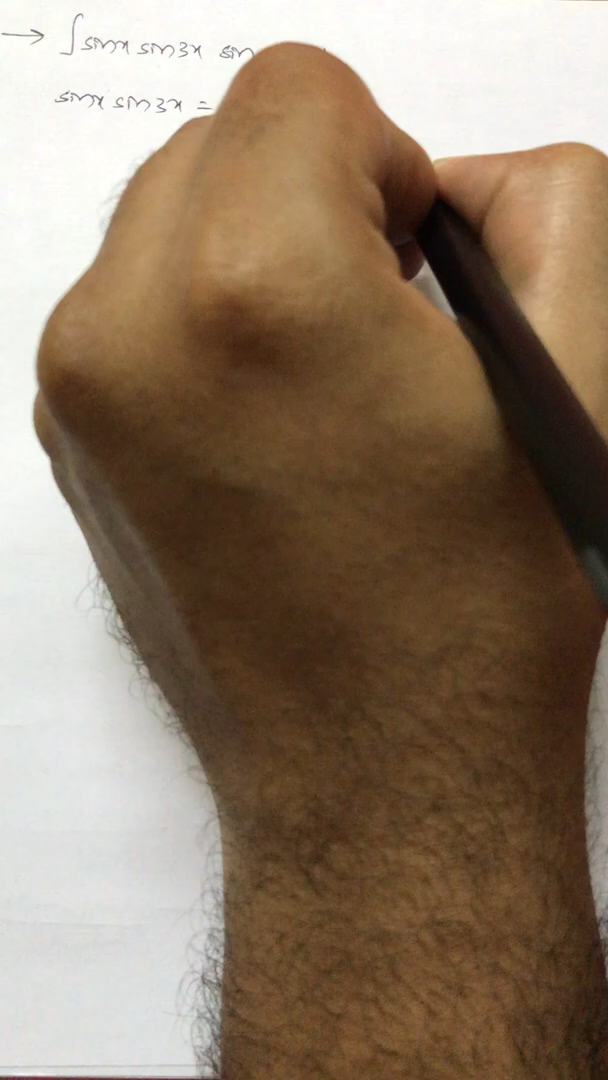 → ∫ sinx sin3x sin
sinx sin3x =